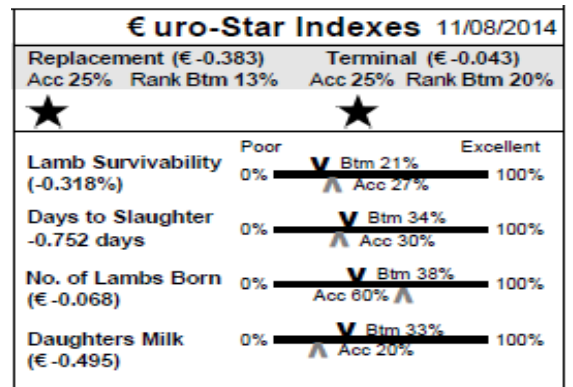 €uro-Star Indexes 11/08/2014
Replacement (€ -0.383) Terminal (€ -0.043)
Acc 25% Rank Btm 13% Acc 25% Rank Btm 20%
Poor Excellent
Lamb Survivability 0% Btm 21% 100%
(-0.318%) Acc 27%
Days to Slaughter 0% Btm 34% 100%
-0.752 days Acc 30%
No. of Lambs Born 0% Btm 38% 100%
(€ -0.068) Acc 60%
Daughters Milk 0% Btm 33% 100%
(€ -0.495) Acc 20%